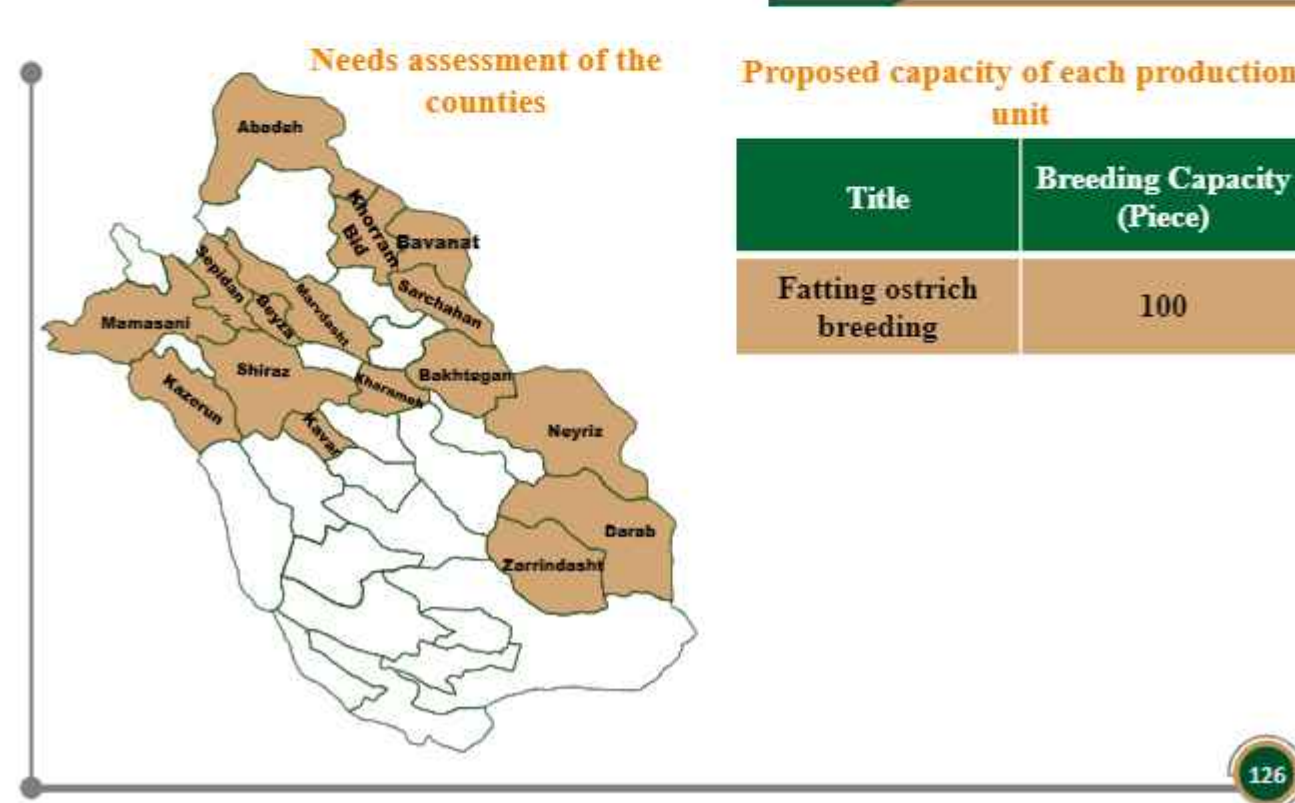 Needs assessment of the
counties
Abadeh
Khorram
Bid
Bavanat
Sarchahan
Sepidan
Beyza
Marvdasht
Mamasani
Shiraz
Kazerun
Kharameh
Bakhtegan
Kavar
Neyriz
Darab
Zarrindasht
Proposed capacity of each production
unit
Title
Breeding Capacity
(Piece)
Fatting ostrich
breeding
100
126